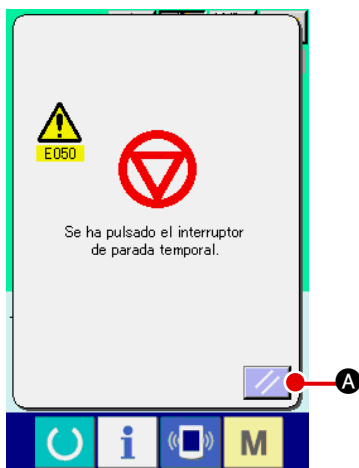 E050
Se ha pulsado el interruptor
de parada temporal.
A
i
M